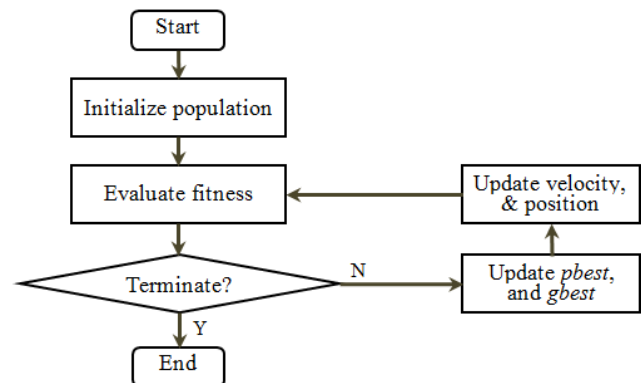 Start
Initialize population
Evaluate fitness
Update velocity,
& position
Terminate?
N
Update pbest,
and gbest
Y
End